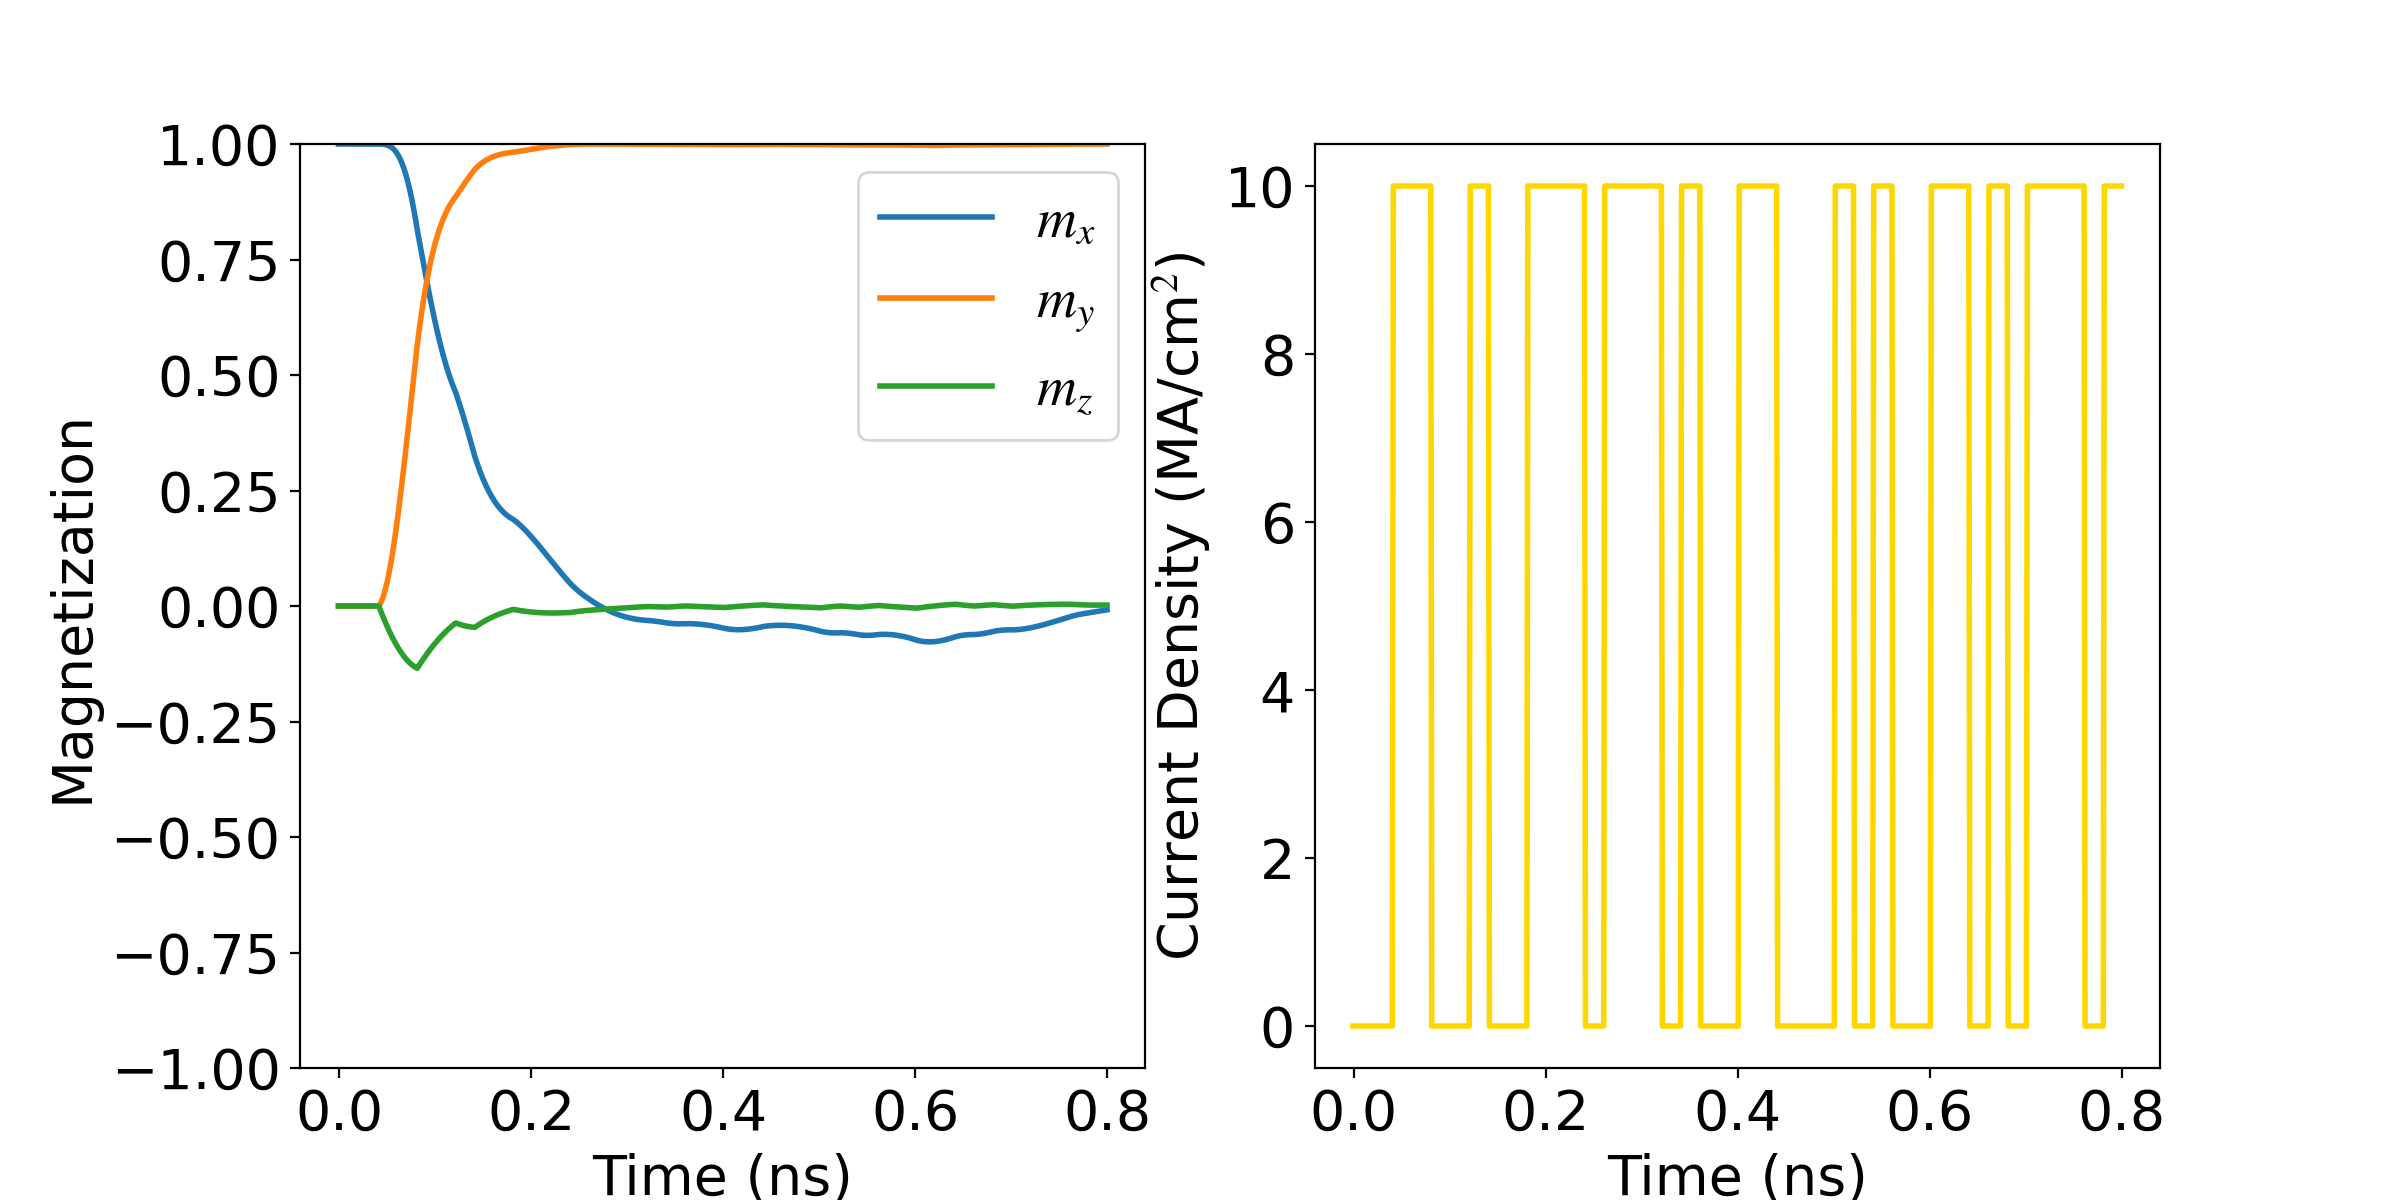 Magnetization
1.00
0.75
0.50
0.25
0.00
−0.25
−0.50
−0.75
−1.00
0.0 0.2 0.4 0.6 0.8
Time (ns)
m_x
m_y
m_z
Current Density (MA/cm²)
10
8
6
4
2
0
0.0 0.2 0.4 0.6 0.8
Time (ns)